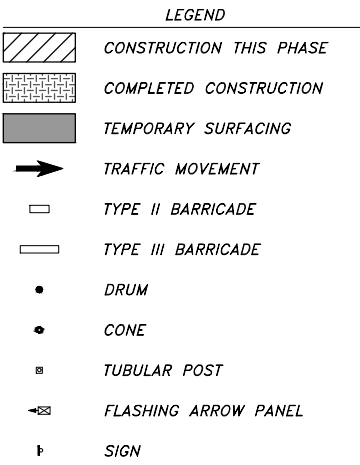 LEGEND
CONSTRUCTION THIS PHASE
COMPLETED CONSTRUCTION
TEMPORARY SURFACING
TRAFFIC MOVEMENT
TYPE II BARRICADE
TYPE III BARRICADE
DRUM
CONE
TUBULAR POST
FLASHING ARROW PANEL
SIGN